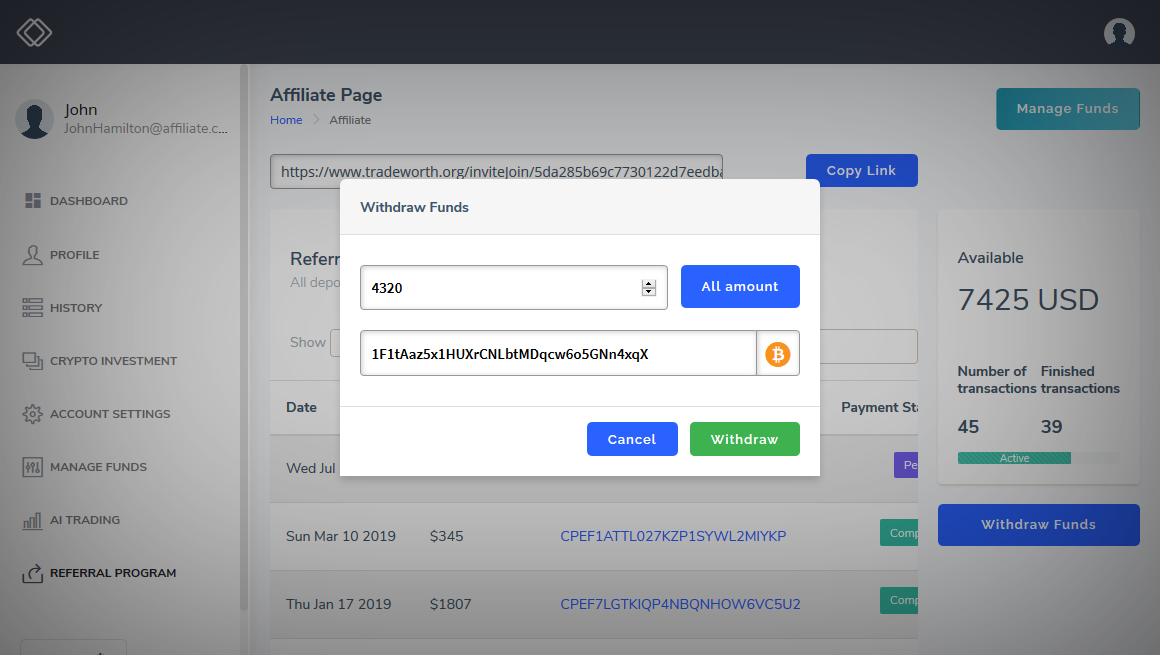 John
JohnHamilton@affiliate.c...
DASHBOARD
PROFILE
HISTORY
CRYPTO INVESTMENT
ACCOUNT SETTINGS
MANAGE FUNDS
AI TRADING
REFERRAL PROGRAM
Affiliate Page
Home Affiliate
Manage Funds
https://www.tradeworth.org/inviteJoin/5da285b69c7730122d7eedba
Copy Link
Withdraw Funds
4320
All amount
1F1tAaz5x1HUXrCNLbtMDqcw6o5GNn4xqX
Cancel
Withdraw
Referr
All depo
Show
Date Payment Sta
Wed Jul Pe
Sun Mar 10 2019 $345 CPEF1ATTL027KZP1SYWL2MIYKP Comp
Thu Jan 17 2019 $1807 CPEF7LGTKIQP4NBQNHOW6VC5U2 Comp
Available
7425 USD
Number of transactions
Finished transactions
45 39
Active
Withdraw Funds